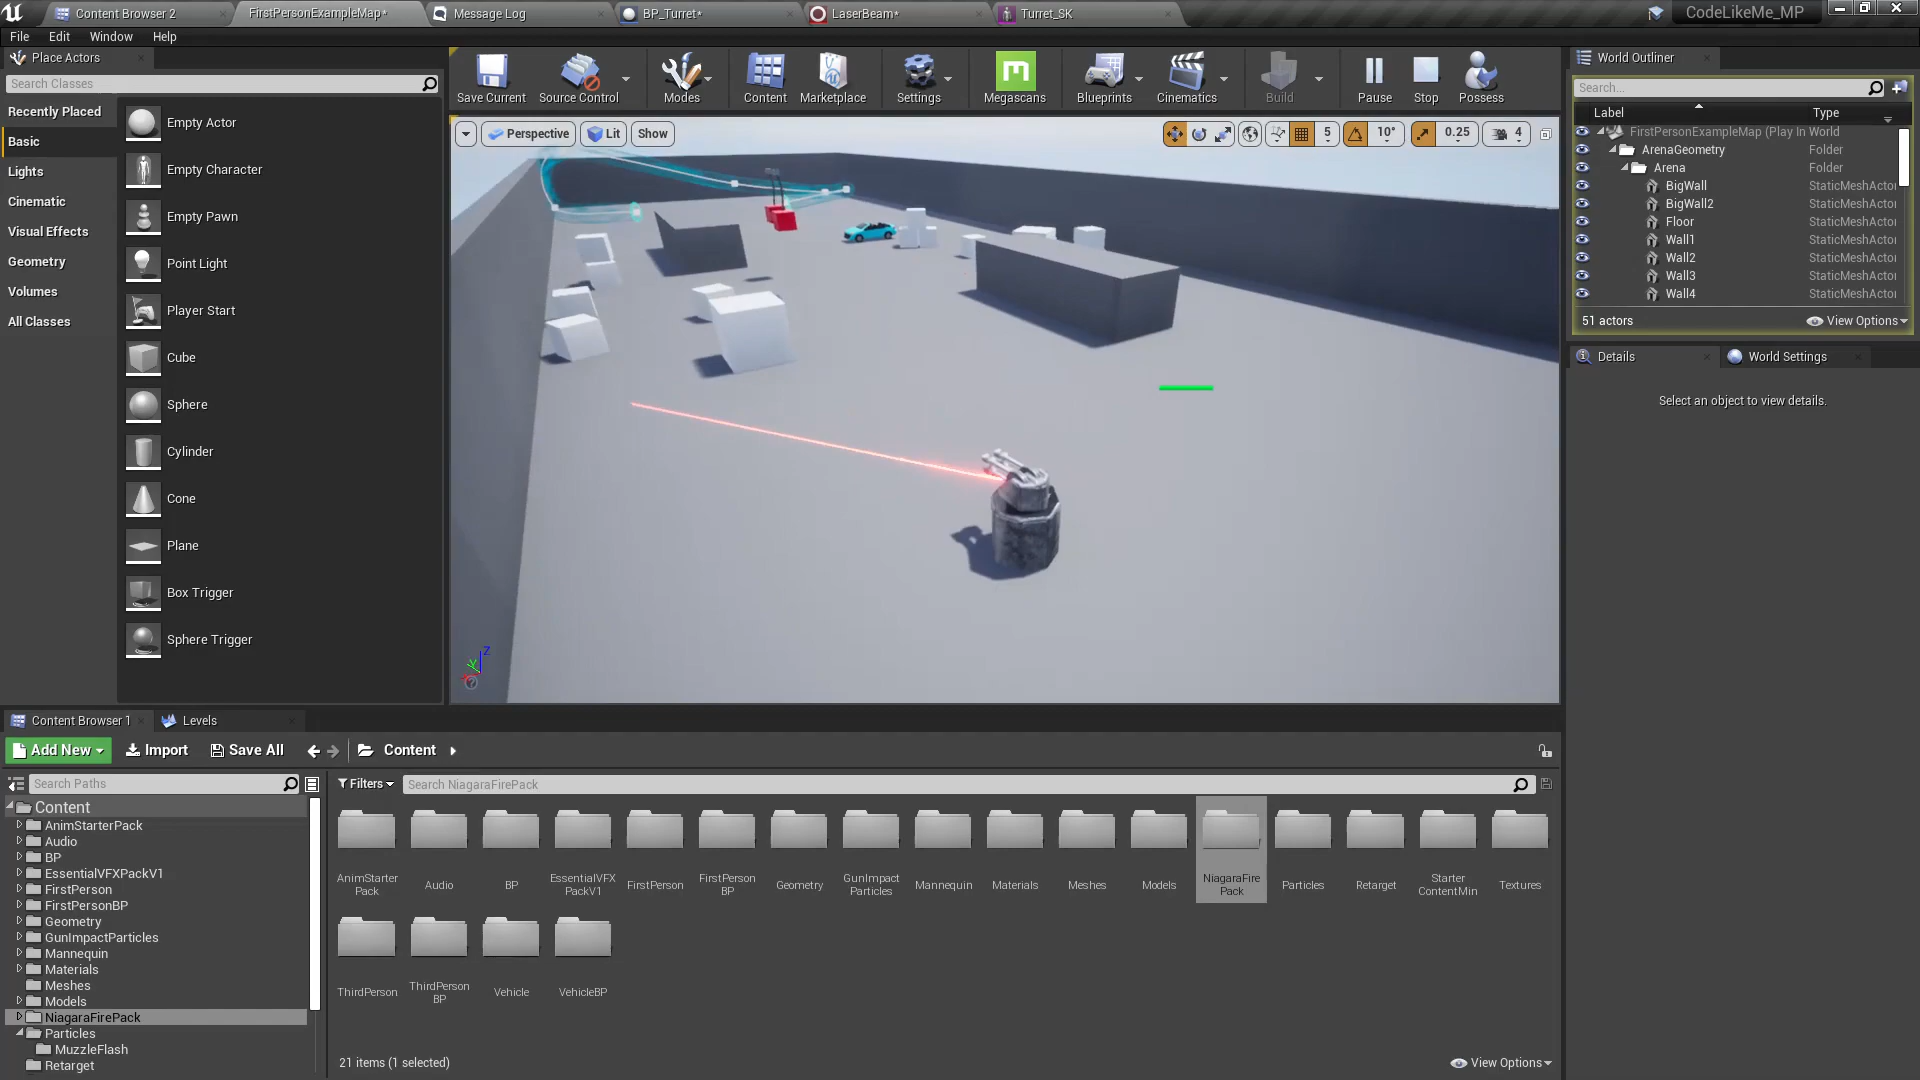 Content Browser 2
FirstPersonExampleMap*
Message Log
BP_Turret*
LaserBeam*
Turret_SK
CodeLikeMe_MP
File
Edit
Window
Help
Place Actors
Search Classes
Recently Placed
Basic
Lights
Cinematic
Visual Effects
Geometry
Volumes
All Classes
Empty Actor
Empty Character
Empty Pawn
Point Light
Player Start
Cube
Sphere
Cylinder
Cone
Plane
Box Trigger
Sphere Trigger
Save Current
Source Control
Modes
Content
Marketplace
Settings
Megascans
Blueprints
Cinematics
Build
Pause
Stop
Possess
Perspective
Lit
Show
5
10°
0.25
4
Z
Y
World Outliner
Search...
Label
Type
FirstPersonExampleMap (Play In World
ArenaGeometry Folder
Arena Folder
BigWall StaticMeshActor
BigWall2 StaticMeshActor
Floor StaticMeshActor
Wall1 StaticMeshActor
Wall2 StaticMeshActor
Wall3 StaticMeshActor
Wall4 StaticMeshActor
51 actors
View Options
Details
World Settings
Select an object to view details.
Content Browser 1
Levels
Add New
Import
Save All
Content
Search Paths
Filters
Search NiagaraFirePack
Content
AnimStarterPack
Audio
BP
EssentialVFXPackV1
FirstPerson
FirstPersonBP
Geometry
GunImpactParticles
Mannequin
Materials
Meshes
Models
NiagaraFirePack
Particles
MuzzleFlash
Retarget
AnimStarter
Pack
Audio
BP
EssentialVFX
PackV1
FirstPerson
FirstPerson
BP
Geometry
GunImpact
Particles
Mannequin
Materials
Meshes
Models
NiagaraFire
Pack
Particles
Retarget
Starter
ContentMin
Textures
ThirdPerson
ThirdPerson
BP
Vehicle
VehicleBP
21 items (1 selected)
View Options